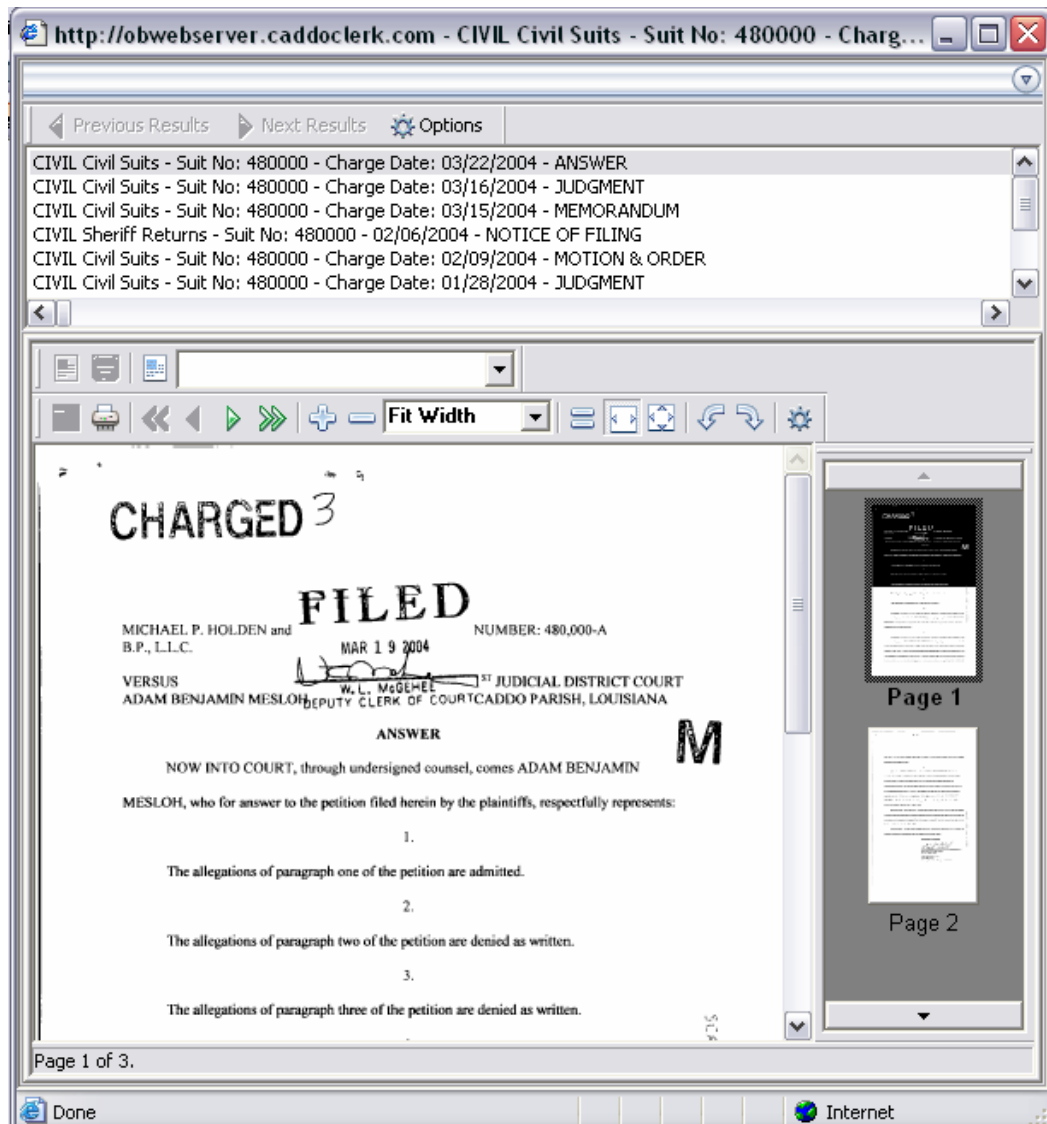 http://obwebserver.caddoclerk.com - CIVIL Civil Suits - Suit No: 480000 - Charg...
Previous Results Next Results Options
CIVIL Civil Suits - Suit No: 480000 - Charge Date: 03/22/2004 - ANSWER
CIVIL Civil Suits - Suit No: 480000 - Charge Date: 03/16/2004 - JUDGMENT
CIVIL Civil Suits - Suit No: 480000 - Charge Date: 03/15/2004 - MEMORANDUM
CIVIL Sheriff Returns - Suit No: 480000 - 02/06/2004 - NOTICE OF FILING
CIVIL Civil Suits - Suit No: 480000 - Charge Date: 02/09/2004 - MOTION & ORDER
CIVIL Civil Suits - Suit No: 480000 - Charge Date: 01/28/2004 - JUDGMENT
Fit Width
CHARGED 3
FILED
MICHAEL P. HOLDEN and NUMBER: 480,000-A
B.P., L.L.C. MAR 19 2004
VERSUS ST JUDICIAL DISTRICT COURT
W. L. McGEHEE
ADAM BENJAMIN MESLOH DEPUTY CLERK OF COURT CADDO PARISH, LOUISIANA
ANSWER
M
NOW INTO COURT, through undersigned counsel, comes ADAM BENJAMIN
MESLOH, who for answer to the petition filed herein by the plaintiffs, respectfully represents:
1.
The allegations of paragraph one of the petition are admitted.
2.
The allegations of paragraph two of the petition are denied as written.
3.
The allegations of paragraph three of the petition are denied as written.
Page 1
Page 2
Page 1 of 3.
Done Internet